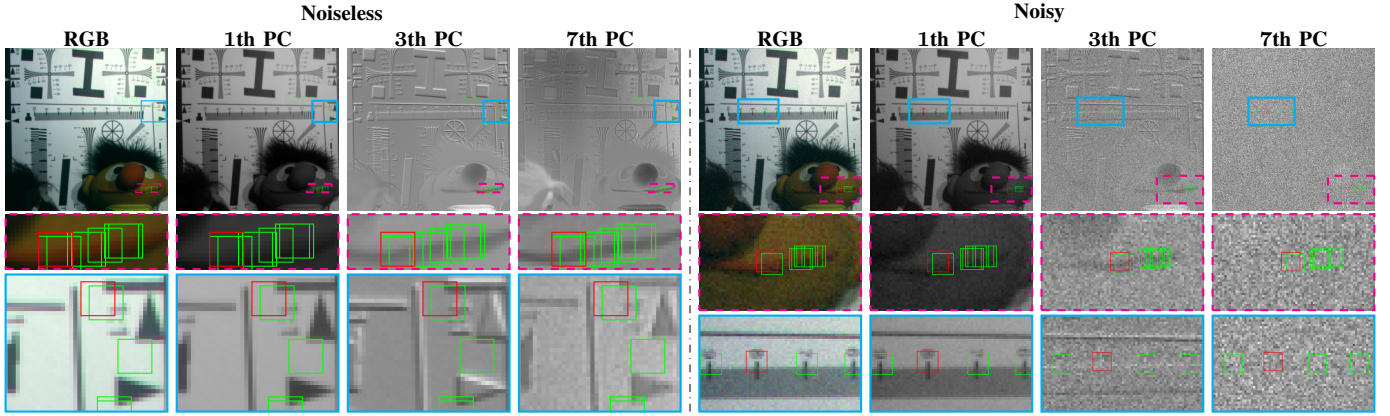 Noiseless
Noisy
RGB
1th PC
3th PC
7th PC
RGB
1th PC
3th PC
7th PC